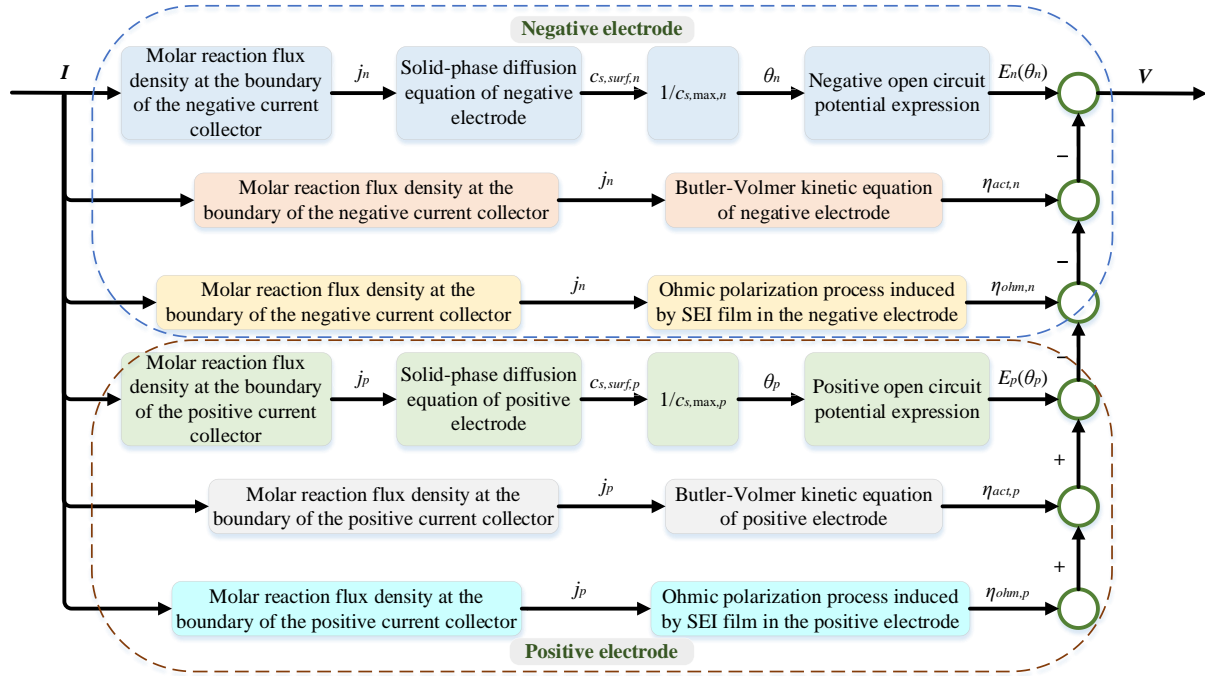 Negative electrode
I
Molar reaction flux
density at the boundary
of the negative current
collector
jn
Solid-phase diffusion
equation of negative
electrode
cs,surf,n
1/cs,max,n
θn
Negative open circuit
potential expression
En(θn)
V
−
Molar reaction flux density at the
boundary of the negative current collector
jn
Butler-Volmer kinetic equation
of negative electrode
ηact,n
−
Molar reaction flux density at the
boundary of the negative current collector
jn
Ohmic polarization process induced
by SEI film in the negative electrode
ηohm,n
−
Molar reaction flux
density at the boundary
of the positive current
collector
jp
Solid-phase diffusion
equation of positive
electrode
cs,surf,p
1/cs,max,p
θp
Positive open circuit
potential expression
Ep(θp)
+
Molar reaction flux density at the
boundary of the positive current collector
jp
Butler-Volmer kinetic equation
of positive electrode
ηact,p
+
Molar reaction flux density at the
boundary of the positive current collector
jp
Ohmic polarization process induced
by SEI film in the positive electrode
ηohm,p
Positive electrode